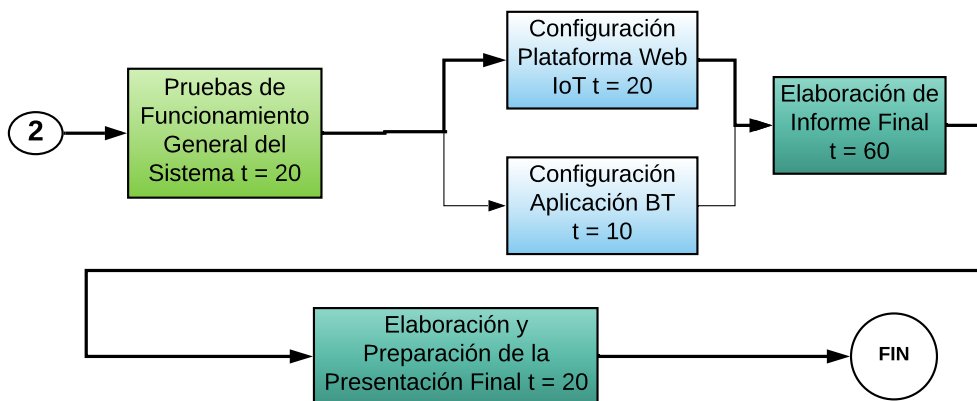 2
Pruebas de
Funcionamiento
General del
Sistema t = 20
Configuración
Plataforma Web
IoT t = 20
Configuración
Aplicación BT
t = 10
Elaboración de
Informe Final
t = 60
Elaboración y
Preparación de la
Presentación Final t = 20
FIN